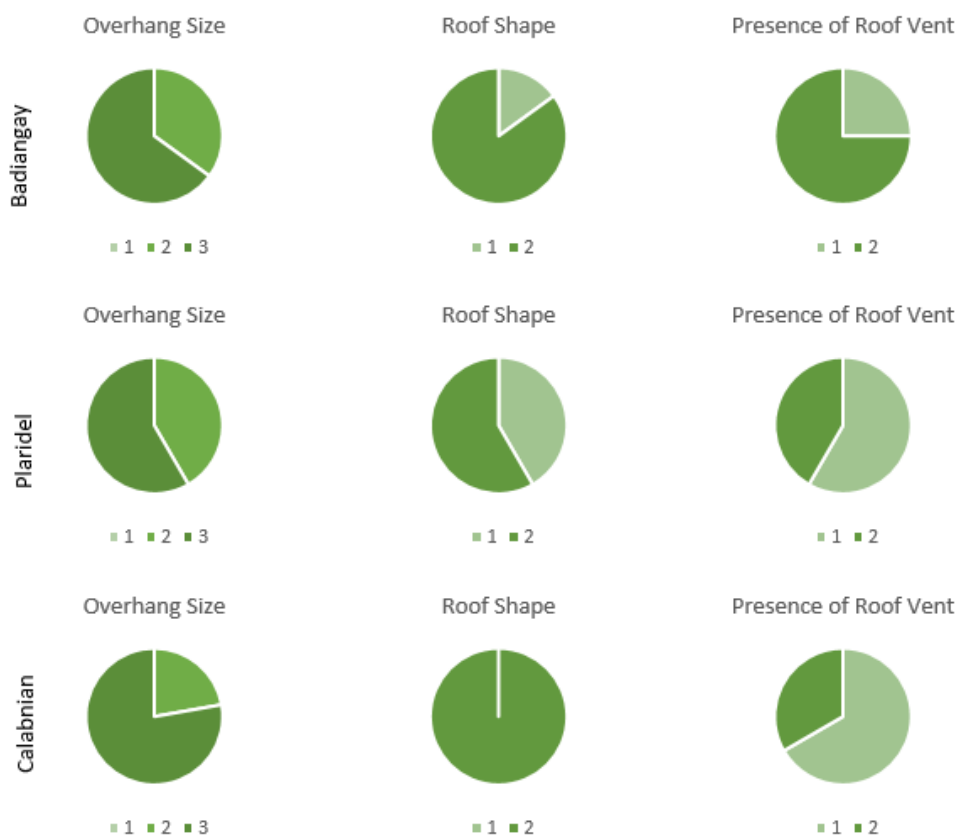 Overhang Size Roof Shape Presence of Roof Vent
Badiangay
1 2 3 1 2 1 2
Overhang Size Roof Shape Presence of Roof Vent
Plaridel
1 2 3 1 2 1 2
Overhang Size Roof Shape Presence of Roof Vent
Calabnian
1 2 3 1 2 1 2